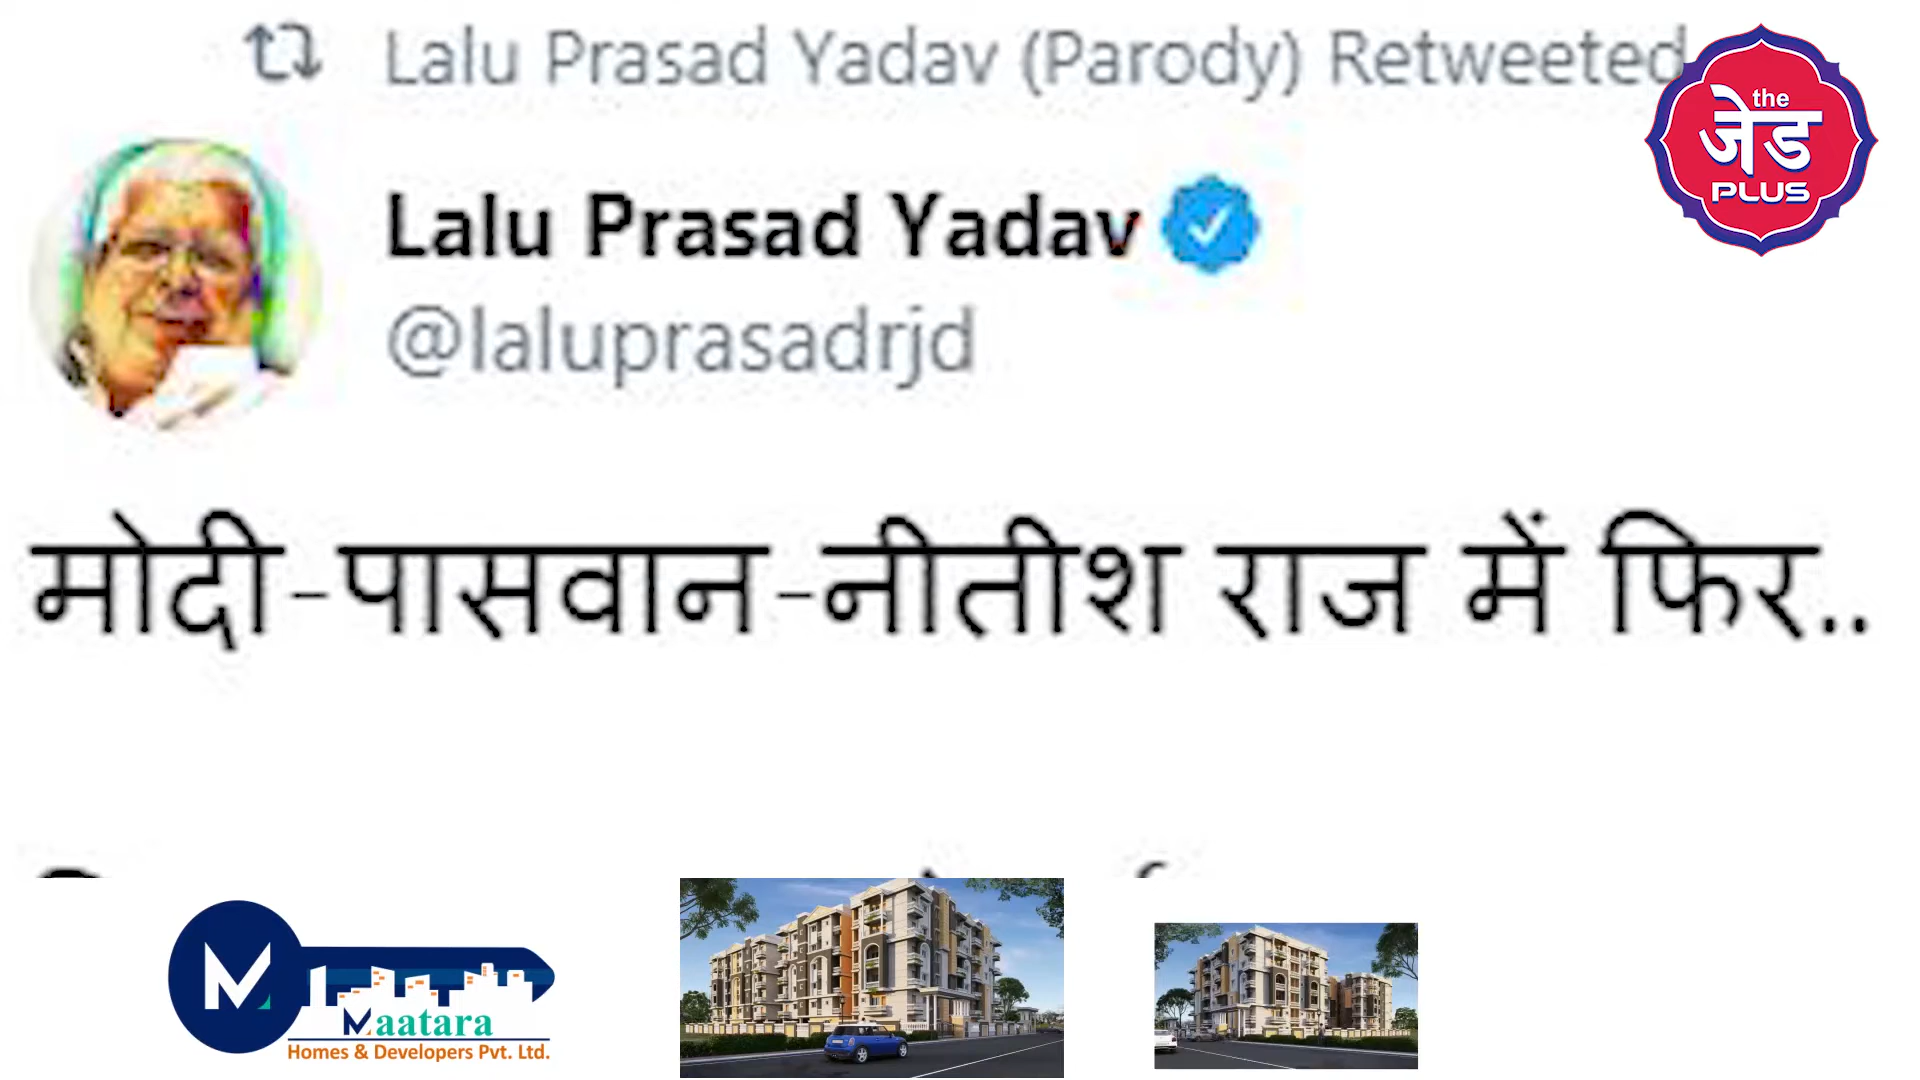 Lalu Prasad Yadav (Parody) Retweeted
the
जेड
PLUS
Lalu Prasad Yadav
@laluprasadrjd
मोदी-पासवान-नीतीश राज में फिर..
M
Maatara
Homes & Developers Pvt. Ltd.